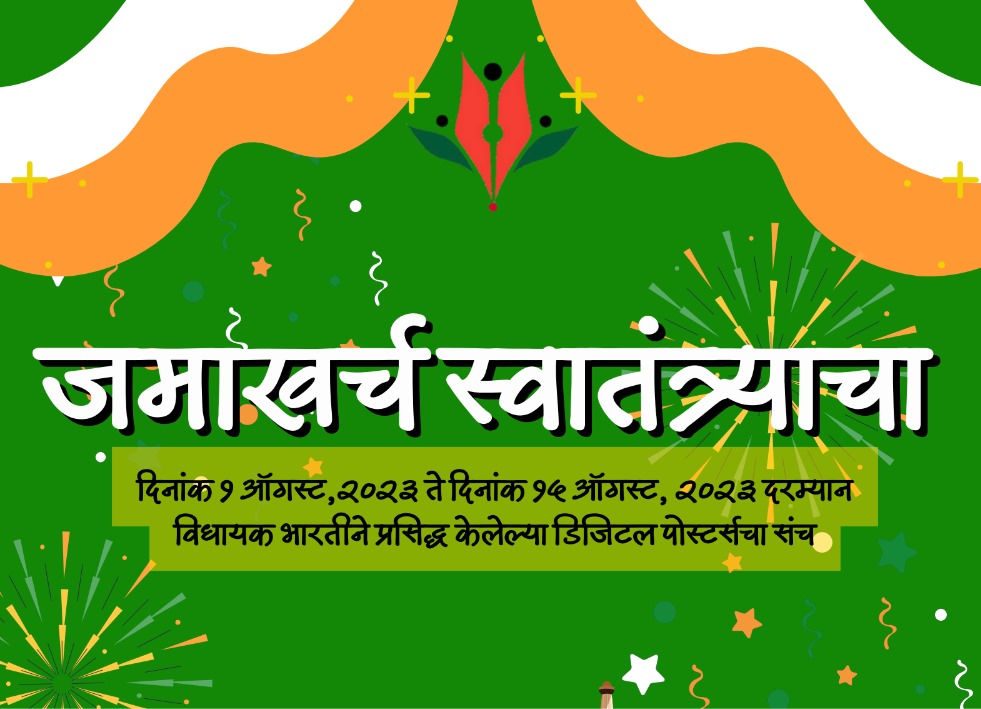 जमाखर्च स्वातंत्र्याचा
दिनांक १ ऑगस्ट,२०२३ ते दिनांक १५ ऑगस्ट, २०२३ दरम्यान
विधायक भारतीने प्रसिद्ध केलेल्या डिजिटल पोस्टर्सचा संच